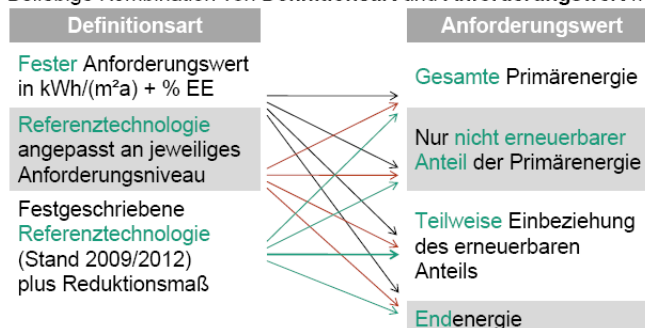 Beliebige Kombination von Definitionsart und Anforderungswert
Definitionsart
Fester Anforderungswert
in kWh/(m²a) + % EE
Referenztechnologie
angepasst an jeweiliges
Anforderungsniveau
Festgeschriebene
Referenztechnologie
(Stand 2009/2012)
plus Reduktionsmaß
Anforderungswert
Gesamte Primärenergie
Nur nicht erneuerbarer
Anteil der Primärenergie
Teilweise Einbeziehung
des erneuerbaren
Anteils
Endenergie